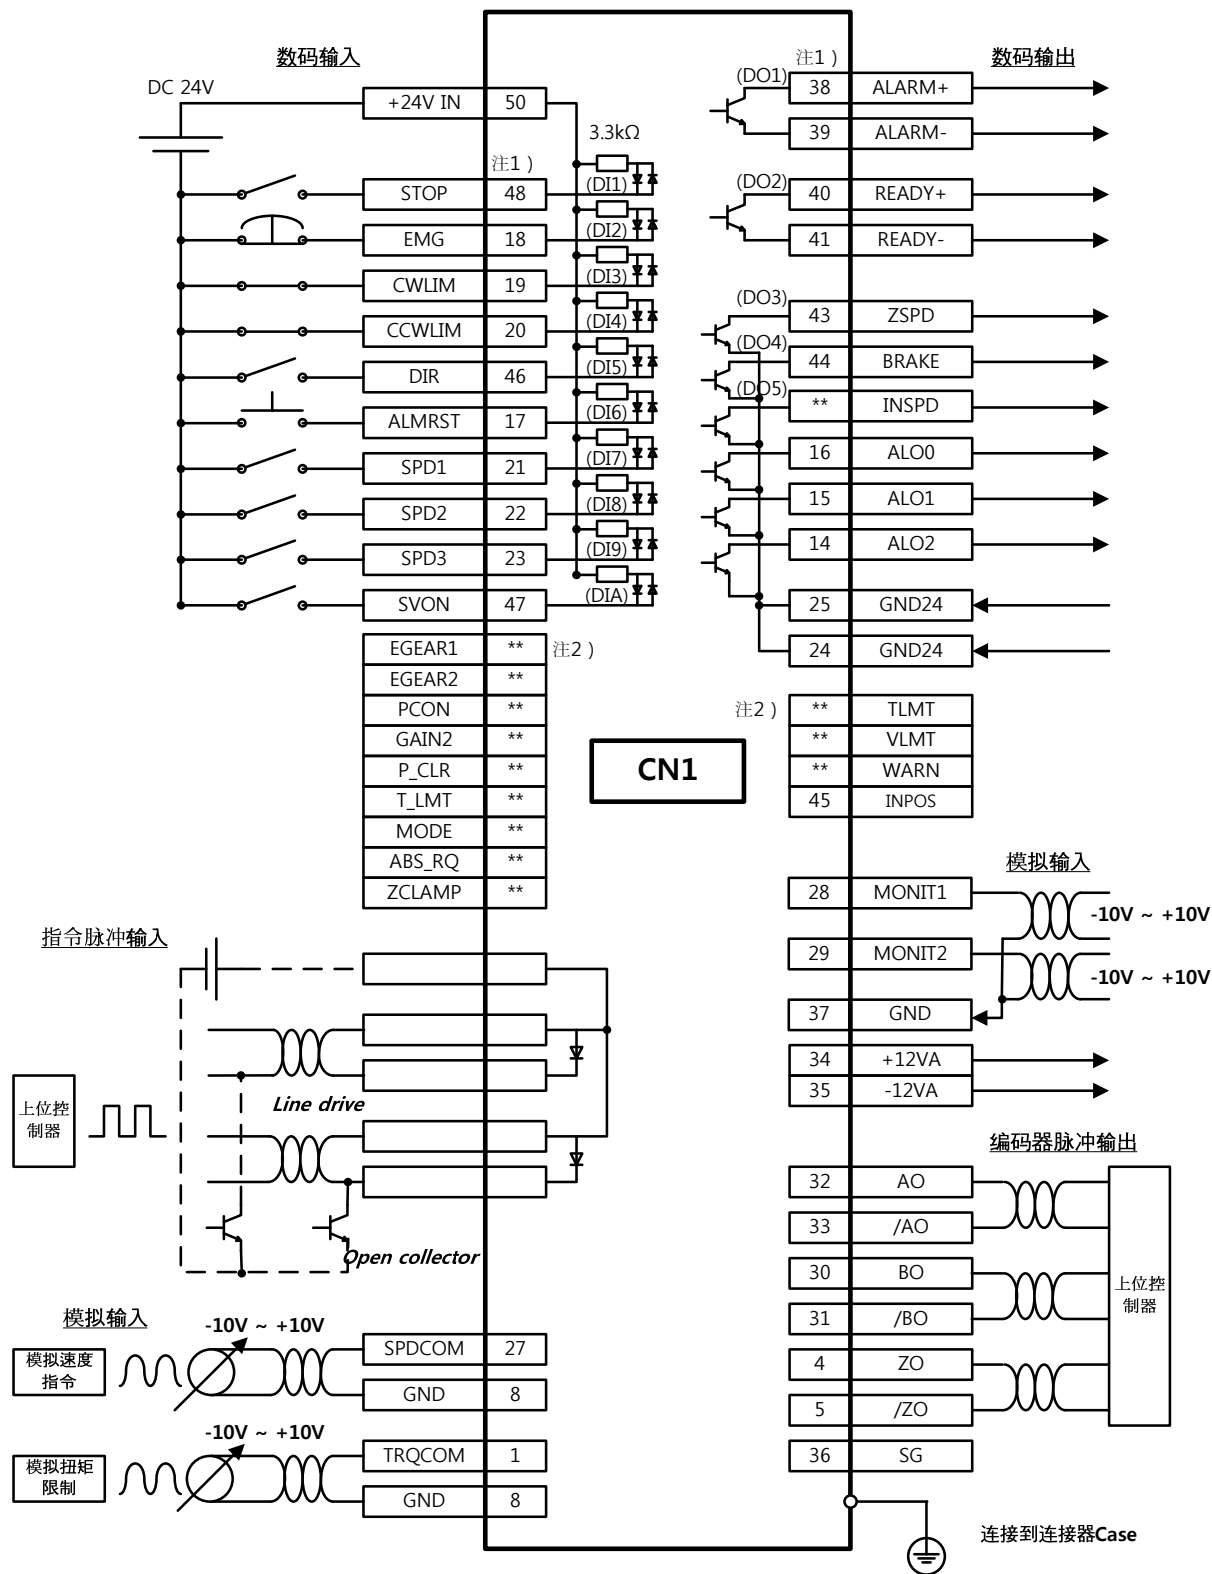 数码输入
DC 24V
+24V IN 50
3.3kΩ
注1）
STOP 48 (DI1)
EMG 18 (DI2)
CWLIM 19 (DI3)
CCWLIM 20 (DI4)
DIR 46 (DI5)
ALMRST 17 (DI6)
SPD1 21 (DI7)
SPD2 22 (DI8)
SPD3 23 (DI9)
SVON 47 (DIA)
EGEAR1 ** 注2）
EGEAR2 **
PCON **
GAIN2 **
P_CLR **
T_LMT **
MODE **
ABS_RQ **
ZCLAMP **
CN1
指令脉冲输入
上位控
制器
Line drive
Open collector
模拟输入
-10V ~ +10V
模拟速度
指令
SPDCOM 27
GND 8
-10V ~ +10V
模拟扭矩
限制
TRQCOM 1
GND 8
注1）
数码输出
(DO1) 38 ALARM+
39 ALARM-
(DO2) 40 READY+
41 READY-
(DO3) 43 ZSPD
(DO4) 44 BRAKE
(DO5) ** INSPD
16 ALO0
15 ALO1
14 ALO2
25 GND24
24 GND24
注2） ** TLMT
** VLMT
** WARN
45 INPOS
模拟输入
28 MONIT1
-10V ~ +10V
29 MONIT2
-10V ~ +10V
37 GND
34 +12VA
35 -12VA
编码器脉冲输出
32 AO
33 /AO
30 BO
31 /BO
4 ZO
5 /ZO
上位控
制器
36 SG
连接到连接器Case